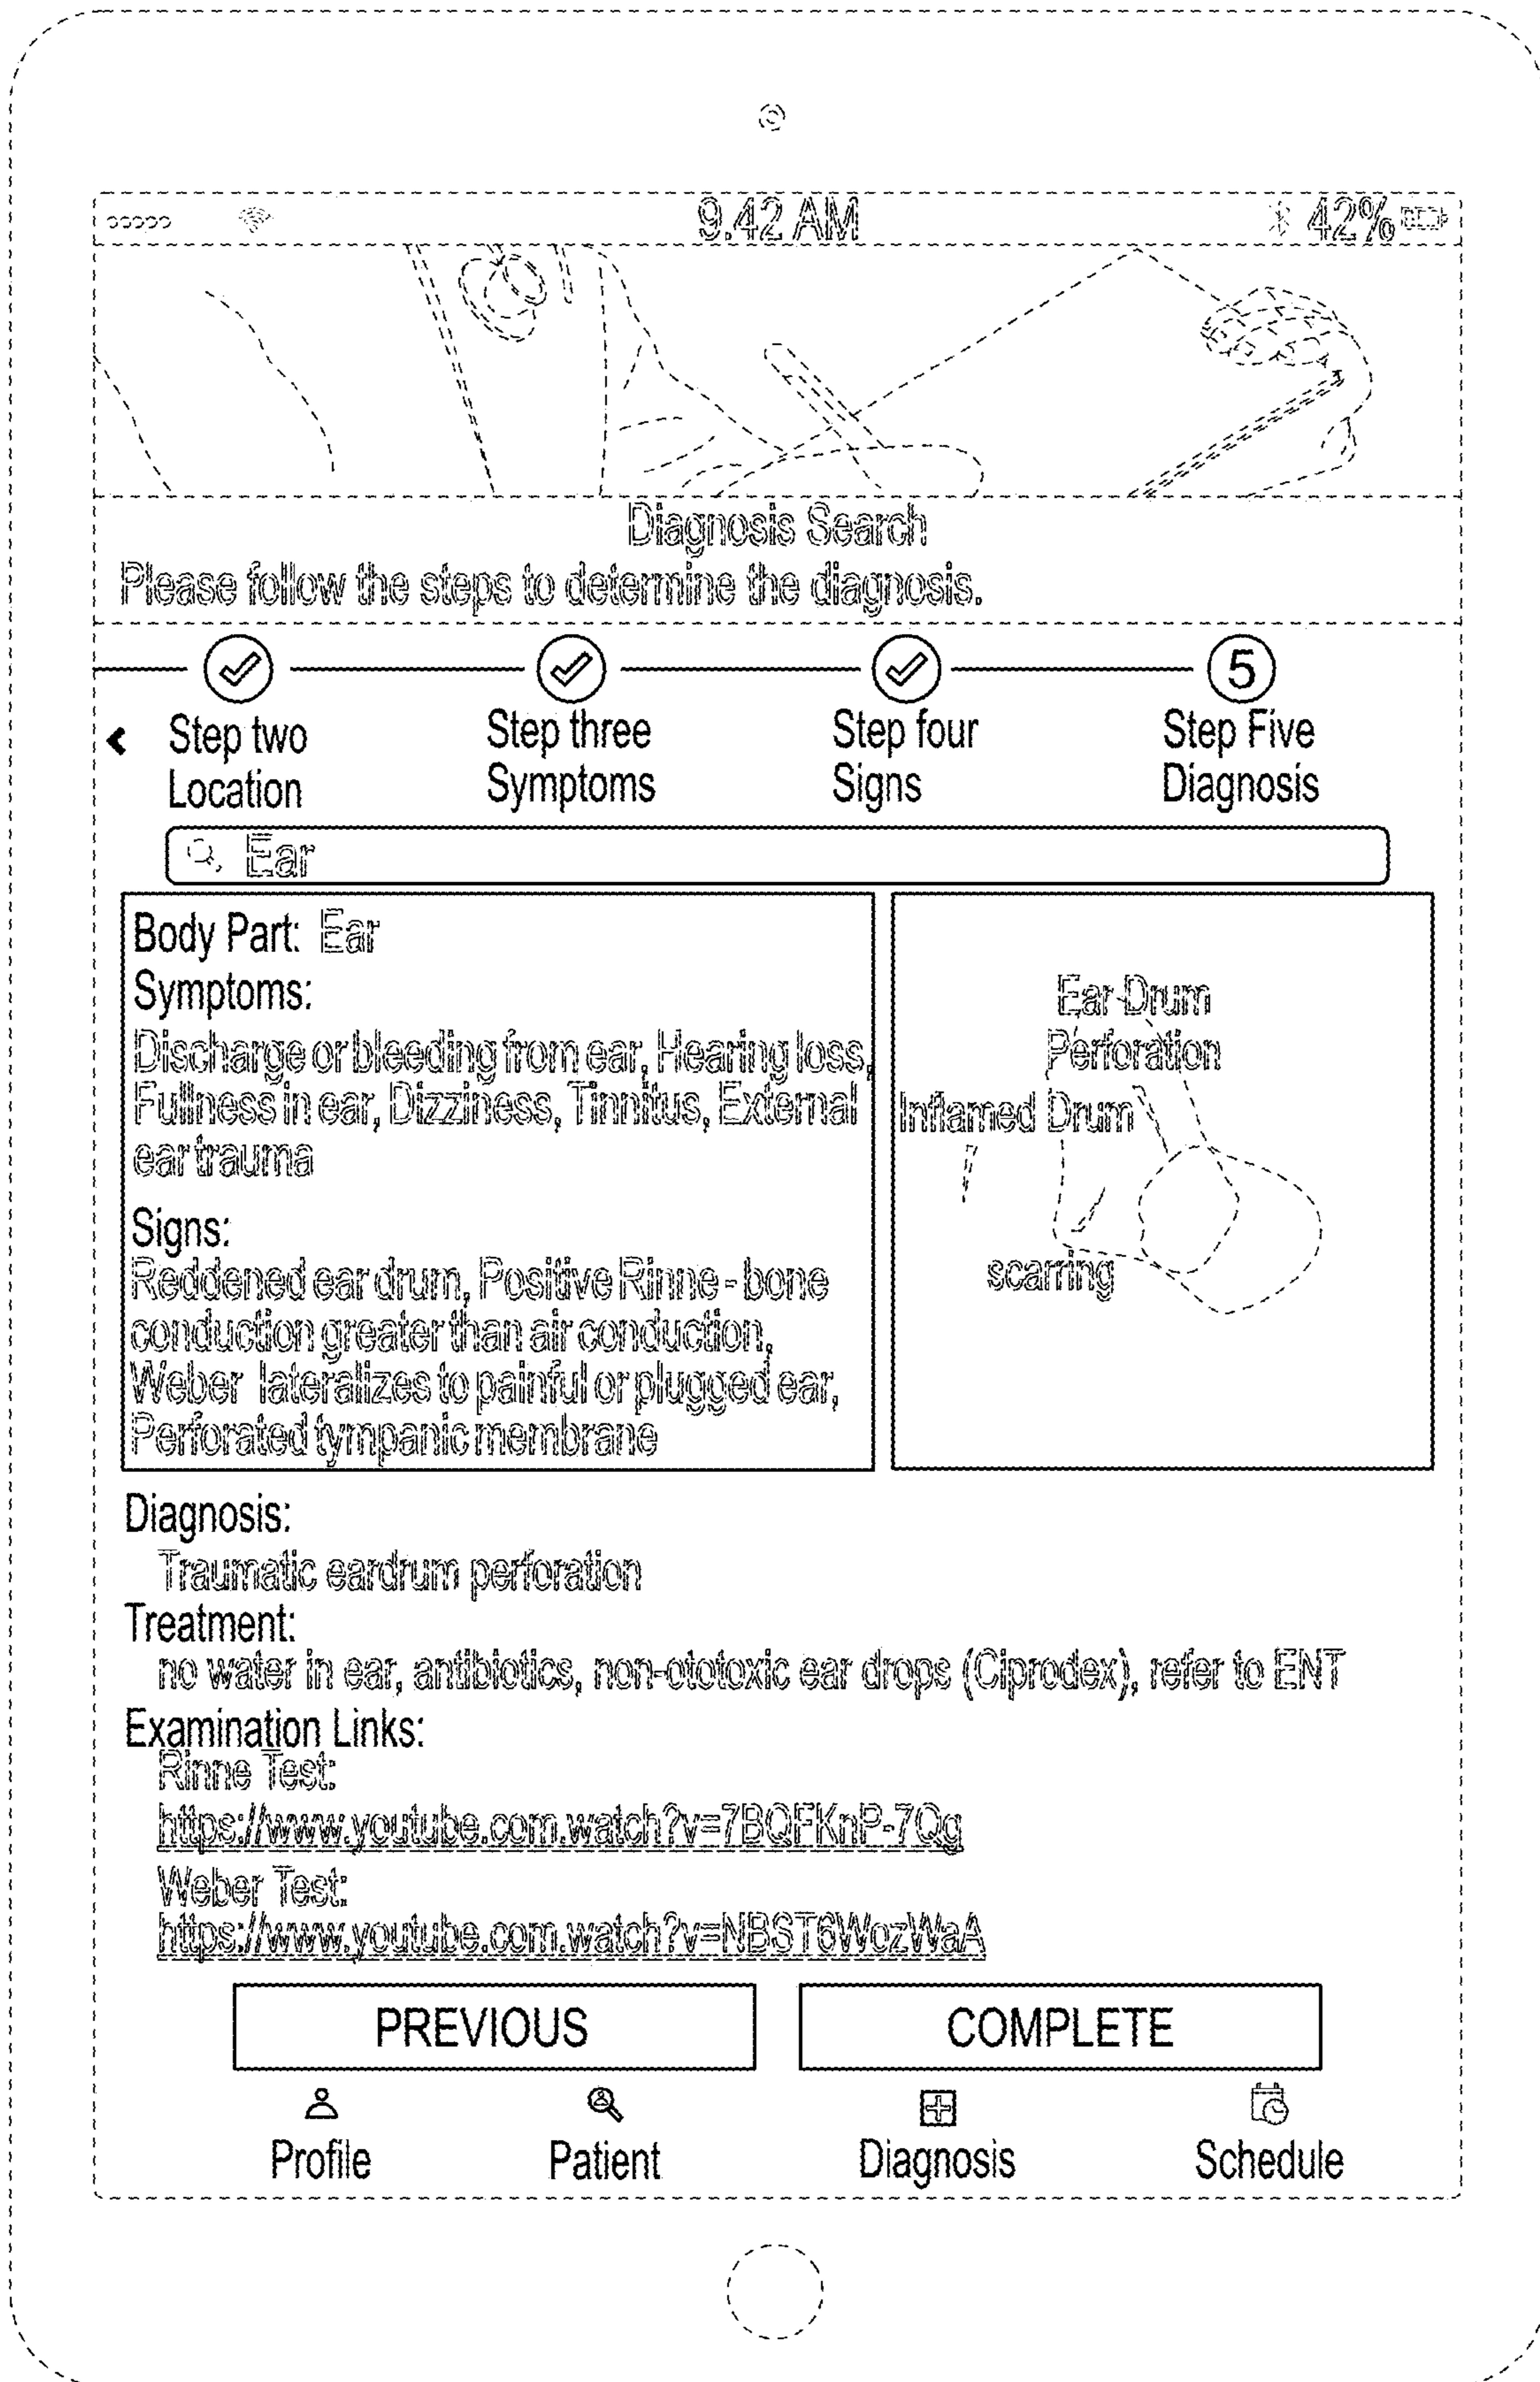 9.42 AM 42%
Diagnosis Search
Please follow the steps to determine the diagnosis.
5
Step two Step three Step four Step Five
Location Symptoms Signs Diagnosis
Ear
Body Part: Ear
Symptoms:
Discharge or bleeding from ear, Hearing loss,
Fullness in ear, Dizziness, Tinnitus, External
ear trauma
Signs:
Reddened ear drum, Positive Rinne - bone
conduction greater than air conduction,
Weber lateralizes to painful or plugged ear,
Perforated tympanic membrane
Ear Drum
Perforation
Inflamed Drum
scarring
Diagnosis:
Traumatic eardrum perforation
Treatment:
no water in ear, antibiotics, non-ototoxic ear drops (Ciprodex), refer to ENT
Examination Links:
Rinne Test:
https://www.youtube.com.watch?v=7BQFKnP-7Qg
Weber Test:
https://www.youtube.com.watch?v=NBST6WozWaA
PREVIOUS COMPLETE
Profile Patient Diagnosis Schedule